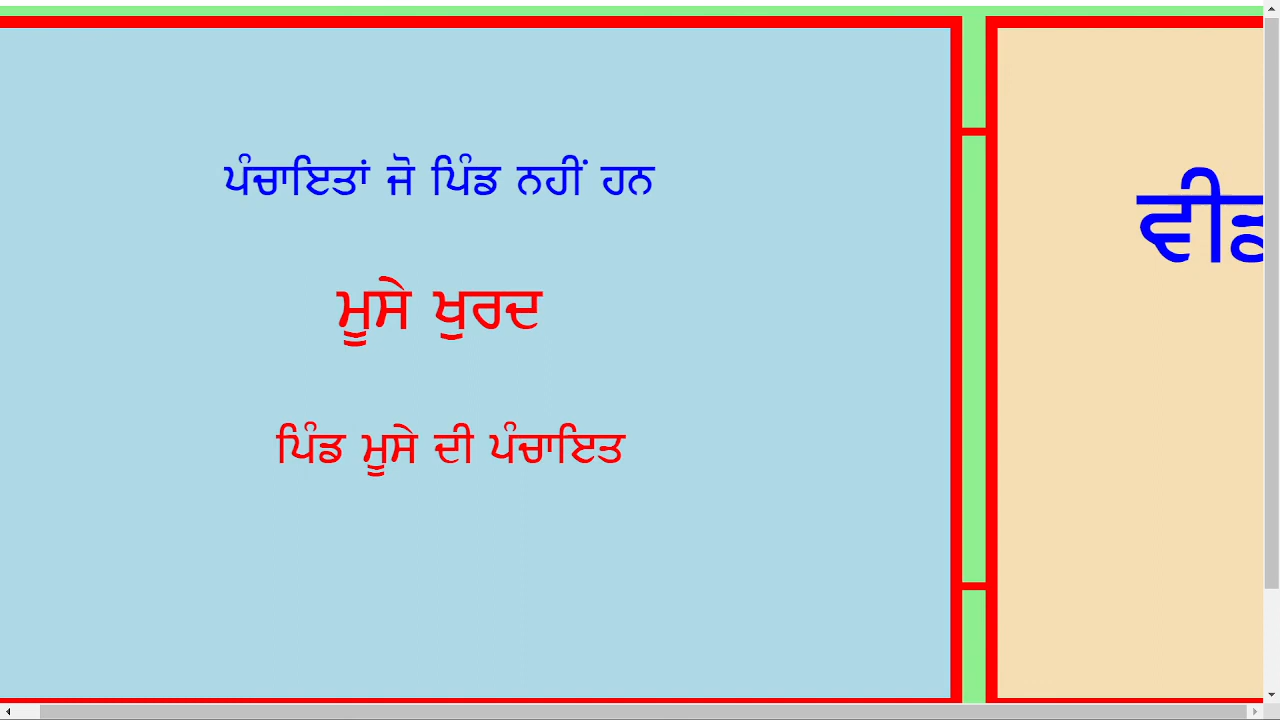 ਪੰਚਾਇਤਾਂ ਜੋ ਪਿੰਡ ਨਹੀਂ ਹਨ
ਮੂਸੇ ਖੁਰਦ
ਪਿੰਡ ਮੂਸੇ ਦੀ ਪੰਚਾਇਤ